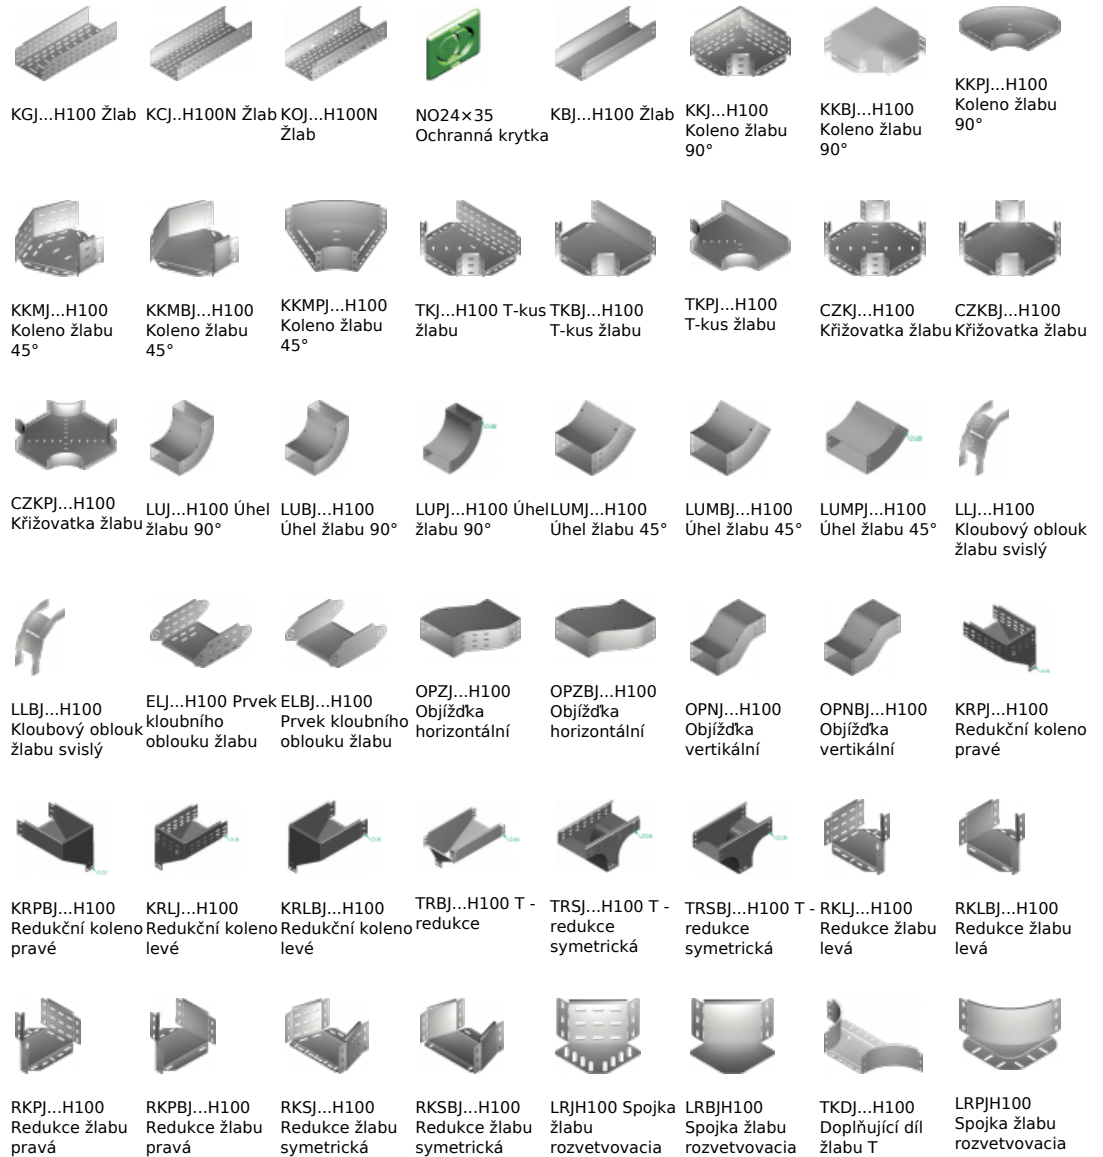 KGJ...H100 Žlab
KCJ..H100N Žlab
KOJ...H100N
Žlab
NO24×35
Ochranná krytka
KBJ...H100 Žlab
KKJ...H100
Koleno žlabu
90°
KKBJ...H100
Koleno žlabu
90°
KKPJ...H100
Koleno žlabu
90°
KKMJ...H100
Koleno žlabu
45°
KKMBJ...H100
Koleno žlabu
45°
KKMPJ...H100
Koleno žlabu
45°
TKJ...H100 T-kus
žlabu
TKBJ...H100
T-kus žlabu
TKPJ...H100
T-kus žlabu
CZKJ...H100
Křižovatka žlabu
CZKBJ...H100
Křižovatka žlabu
CZKPJ...H100
Křižovatka žlabu
LUJ...H100 Úhel
žlabu 90°
LUBJ...H100
Úhel žlabu 90°
LUPJ...H100 Úhel
žlabu 90°
LUMJ...H100
Úhel žlabu 45°
LUMBJ...H100
Úhel žlabu 45°
LUMPJ...H100
Úhel žlabu 45°
LLJ...H100
Kloubový oblouk
žlabu svislý
LLBJ...H100
Kloubový oblouk
žlabu svislý
ELJ...H100 Prvek
kloubního
oblouku žlabu
ELBJ...H100
Prvek kloubního
oblouku žlabu
OPZJ...H100
Objížďka
horizontální
OPZBJ...H100
Objížďka
horizontální
OPNJ...H100
Objížďka
vertikální
OPNBJ...H100
Objížďka
vertikální
KRPJ...H100
Redukční koleno
pravé
KRPBJ...H100
Redukční koleno
pravé
KRLJ...H100
Redukční koleno
levé
KRLBJ...H100
Redukční koleno
levé
TRBJ...H100 T -
redukce
TRSJ...H100 T -
redukce
symetrická
TRSBJ...H100 T -
redukce
symetrická
RKLJ...H100
Redukce žlabu
levá
RKLBJ...H100
Redukce žlabu
levá
RKPJ...H100
Redukce žlabu
pravá
RKPBJ...H100
Redukce žlabu
pravá
RKSJ...H100
Redukce žlabu
symetrická
RKSBJ...H100
Redukce žlabu
symetrická
LRJH100 Spojka
žlabu
rozvetvovacia
LRBJH100
Spojka žlabu
rozvetvovacia
TKDJ...H100
Doplňující díl
žlabu T
LRPJH100
Spojka žlabu
rozvetvovacia